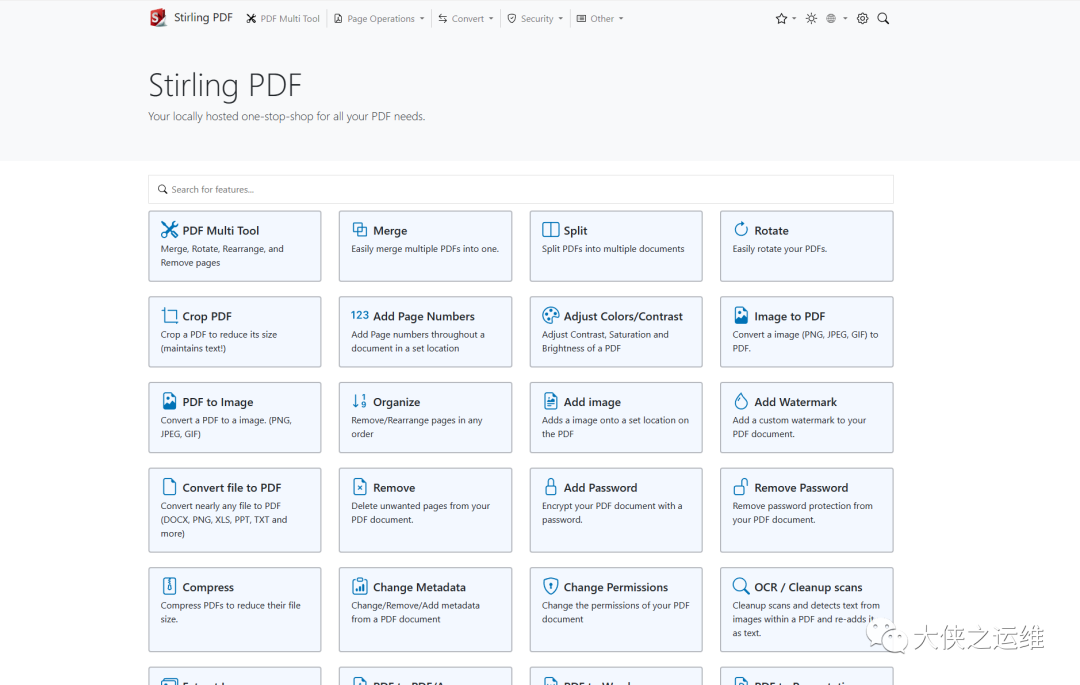 Stirling PDF PDF Multi Tool Page Operations Convert Security Other
Stirling PDF
Your locally hosted one-stop-shop for all your PDF needs.
Search for features...
PDF Multi Tool
Merge, Rotate, Rearrange, and
Remove pages
Merge
Easily merge multiple PDFs into one.
Split
Split PDFs into multiple documents
Rotate
Easily rotate your PDFs.
Crop PDF
Crop a PDF to reduce its size
(maintains text!)
123 Add Page Numbers
Add Page numbers throughout a
document in a set location
Adjust Colors/Contrast
Adjust Contrast, Saturation and
Brightness of a PDF
Image to PDF
Convert a image (PNG, JPEG, GIF) to
PDF.
PDF to Image
Convert a PDF to a image. (PNG,
JPEG, GIF)
Organize
Remove/Rearrange pages in any
order
Add image
Adds a image onto a set location on
the PDF
Add Watermark
Add a custom watermark to your
PDF document.
Convert file to PDF
Convert nearly any file to PDF
(DOCX, PNG, XLS, PPT, TXT and
more)
Remove
Delete unwanted pages from your
PDF document.
Add Password
Encrypt your PDF document with a
password.
Remove Password
Remove password protection from
your PDF document.
Compress
Compress PDFs to reduce their file
size.
Change Metadata
Change/Remove/Add metadata
from a PDF document
Change Permissions
Change the permissions of your PDF
document
OCR / Cleanup scans
Cleanup scans and detects text from
images within a PDF and re-adds it
as text.
大侠之运维